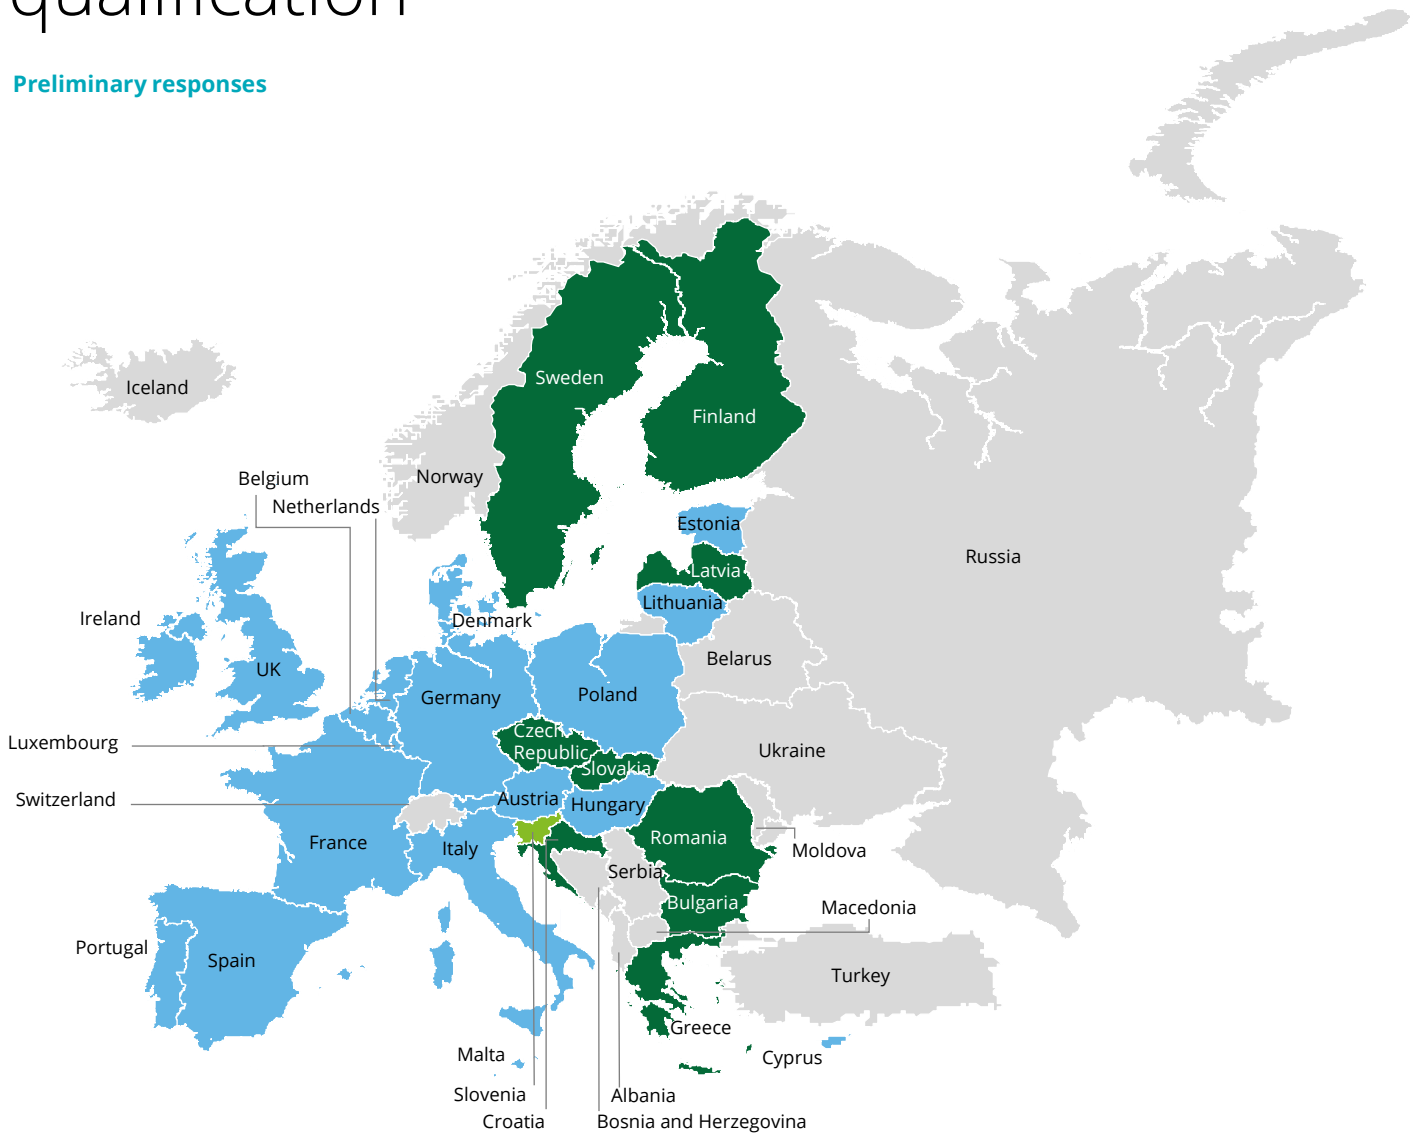 qualification
Preliminary responses
Iceland
Sweden
Finland
Norway
Belgium
Netherlands
Estonia
Russia
Latvia
Lithuania
Ireland
Denmark
UK
Belarus
Germany
Poland
Czech
Republic
Luxembourg
Ukraine
Slovakia
Switzerland
Austria
Hungary
France
Italy
Romania
Moldova
Serbia
Bulgaria
Macedonia
Portugal
Spain
Turkey
Greece
Malta
Cyprus
Slovenia
Albania
Croatia
Bosnia and Herzegovina